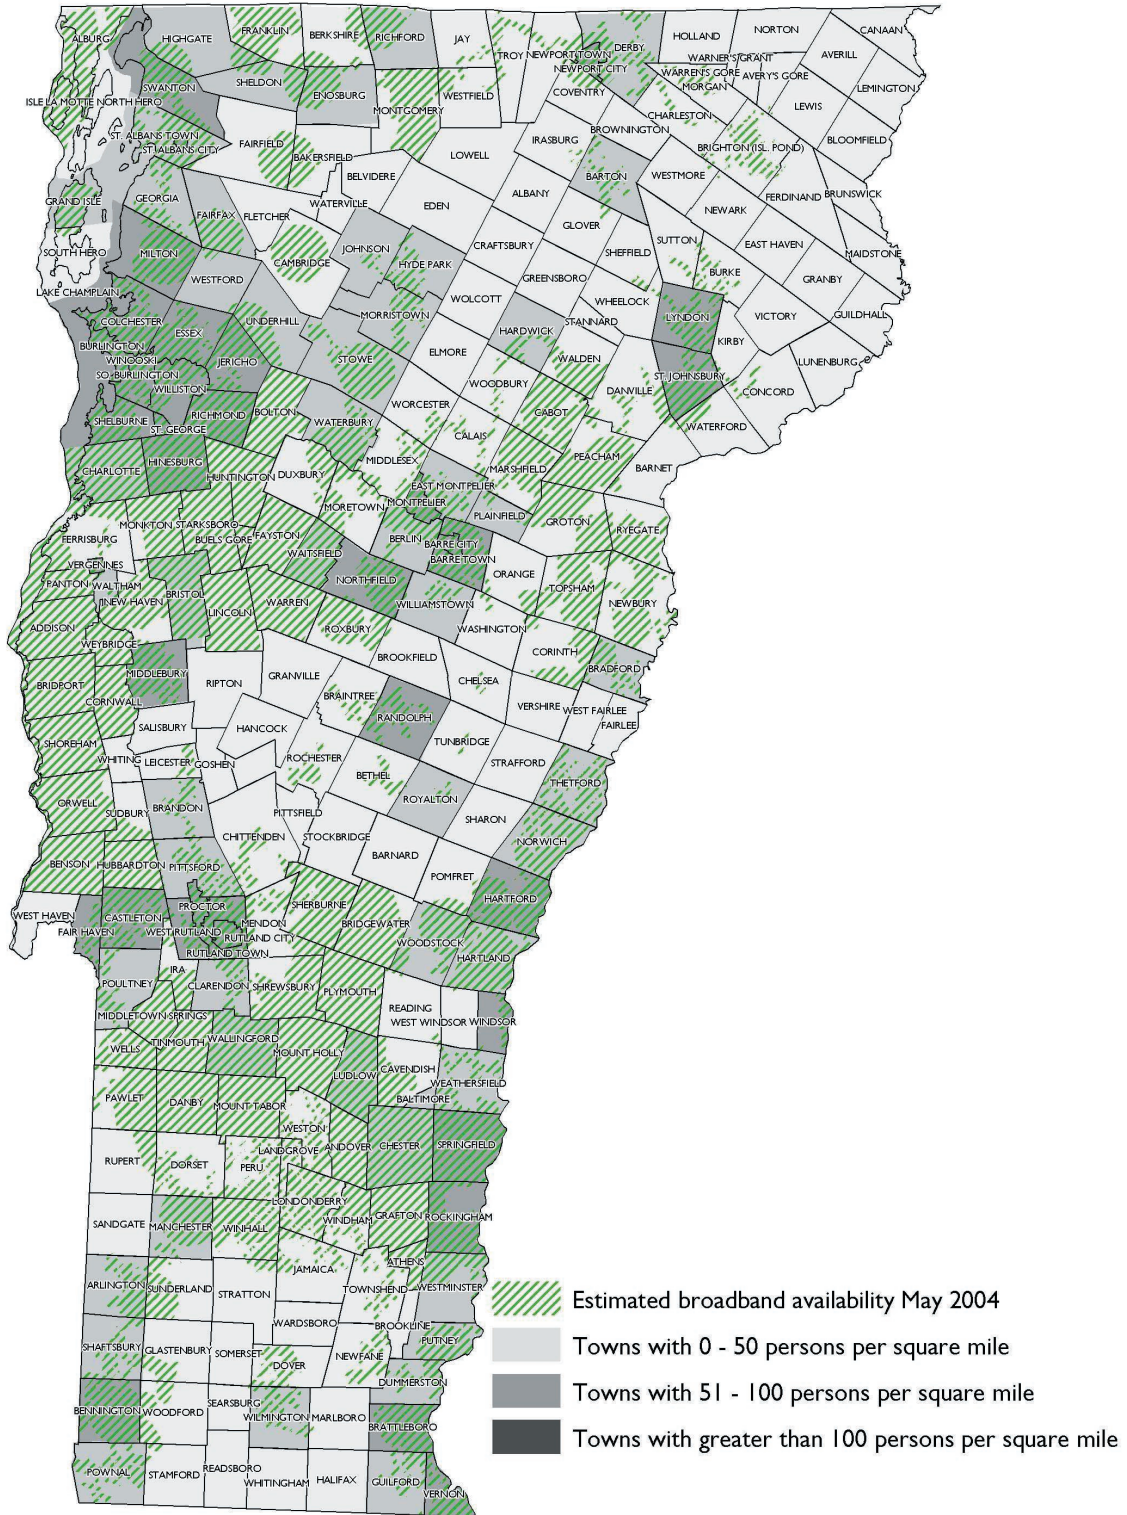 ALBURG
HIGHGATE
FRANKLIN
BERKSHIRE
RICHFORD
JAY
TROY
NEWPORT TOWN
NEWPORT CITY
DERBY
HOLLAND
NORTON
CANAAN
WARNER'S GRANT
AVERILL
WARREN'S GORE
AVERY'S GORE
MORGAN
LEMINGTON
SWANTON
SHELDON
ENOSBURG
MONTGOMERY
WESTFIELD
COVENTRY
CHARLESTON
LEWIS
ISLE LA MOTTE
NORTH HERO
ST. ALBANS TOWN
ST. ALBANS CITY
FAIRFIELD
BAKERSFIELD
LOWELL
IRASBURG
BROWNINGTON
BRIGHTON (ISL. POND)
BLOOMFIELD
BELVIDERE
BARTON
WESTMORE
FERDINAND
BRUNSWICK
GRAND ISLE
GEORGIA
FAIRFAX
FLETCHER
WATERVILLE
EDEN
ALBANY
GLOVER
NEWARK
SOUTH HERO
MILTON
WESTFORD
CAMBRIDGE
JOHNSON
HYDE PARK
CRAFTSBURY
SHEFFIELD
SUTTON
EAST HAVEN
MAIDSTONE
LAKE CHAMPLAIN
GREENSBORO
BURKE
GRANBY
WOLCOTT
WHEELOCK
COLCHESTER
ESSEX
UNDERHILL
MORRISTOWN
HARDWICK
STANNARD
LYNDON
VICTORY
GUILDHALL
BURLINGTON
WINOOSKI
SO. BURLINGTON
JERICHO
STOWE
ELMORE
WALDEN
KIRBY
LUNENBURG
WILLISTON
WOODBURY
DANVILLE
ST. JOHNSBURY
CONCORD
SHELBURNE
ST. GEORGE
RICHMOND
BOLTON
WATERBURY
WORCESTER
CABOT
WATERFORD
CALAIS
CHARLOTTE
HINESBURG
HUNTINGTON
DUXBURY
MIDDLESEX
MARSHFIELD
PEACHAM
BARNET
EAST MONTPELIER
MONTPELIER
MORETOWN
PLAINFIELD
GROTON
RYEGATE
FERRISBURG
MONKTON
STARKSBORO
BUELS GORE
FAYSTON
WAITSFIELD
BERLIN
BARRE CITY
BARRE TOWN
VERGENNES
PANTON
WALTHAM
NEW HAVEN
BRISTOL
NORTHFIELD
ORANGE
TOPSHAM
NEWBURY
LINCOLN
WARREN
WILLIAMSTOWN
ADDISON
WEYBRIDGE
ROXBURY
WASHINGTON
BROOKFIELD
CORINTH
BRADFORD
BRIDPORT
MIDDLEBURY
RIPTON
GRANVILLE
CHELSEA
CORNWALL
BRAINTREE
RANDOLPH
VERSHIRE
WEST FAIRLEE
FAIRLEE
SHOREHAM
SALISBURY
HANCOCK
TUNBRIDGE
WHITING
LEICESTER
GOSHEN
ROCHESTER
BETHEL
STRAFFORD
THETFORD
ORWELL
SUDBURY
BRANDON
PITTSFIELD
ROYALTON
SHARON
CHITTENDEN
STOCKBRIDGE
NORWICH
BENSON
HUBBARDTON
PITTSFORD
BARNARD
POMFRET
HARTFORD
WEST HAVEN
FAIR HAVEN
CASTLETON
PROCTOR
WEST RUTLAND
RUTLAND CITY
RUTLAND TOWN
MENDON
SHERBURNE
BRIDGEWATER
WOODSTOCK
HARTLAND
POULTNEY
IRA
CLARENDON
SHREWSBURY
PLYMOUTH
READING
WEST WINDSOR
WINDSOR
MIDDLETOWN SPRINGS
WELLS
TINMOUTH
WALLINGFORD
MOUNT HOLLY
LUDLOW
CAVENDISH
BALTIMORE
WEATHERSFIELD
PAWLET
DANBY
MOUNT TABOR
WESTON
ANDOVER
CHESTER
SPRINGFIELD
RUPERT
DORSET
PERU
LANDGROVE
LONDONDERRY
WINDHAM
GRAFTON
ROCKINGHAM
SANDGATE
MANCHESTER
WINHALL
JAMAICA
ATHENS
ARLINGTON
SUNDERLAND
STRATTON
TOWNSHEND
WESTMINSTER
WARDSBORO
BROOKLINE
PUTNEY
SHAFTSBURY
GLASTENBURY
SOMERSET
DOVER
NEWFANE
DUMMERSTON
BENNINGTON
WOODFORD
SEARSBURG
WILMINGTON
MARLBORO
BRATTLEBORO
POWNAL
STAMFORD
READSBORO
WHITINGHAM
HALIFAX
GUILFORD
VERNON
Estimated broadband availability May 2004
Towns with 0 - 50 persons per square mile
Towns with 51 - 100 persons per square mile
Towns with greater than 100 persons per square mile